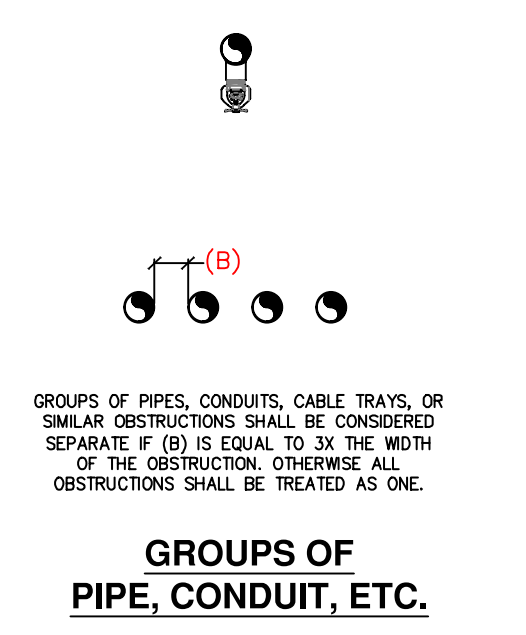 (B)
GROUPS OF PIPES, CONDUITS, CABLE TRAYS, OR
SIMILAR OBSTRUCTIONS SHALL BE CONSIDERED
SEPARATE IF (B) IS EQUAL TO 3X THE WIDTH
OF THE OBSTRUCTION. OTHERWISE ALL
OBSTRUCTIONS SHALL BE TREATED AS ONE.
GROUPS OF
PIPE, CONDUIT, ETC.